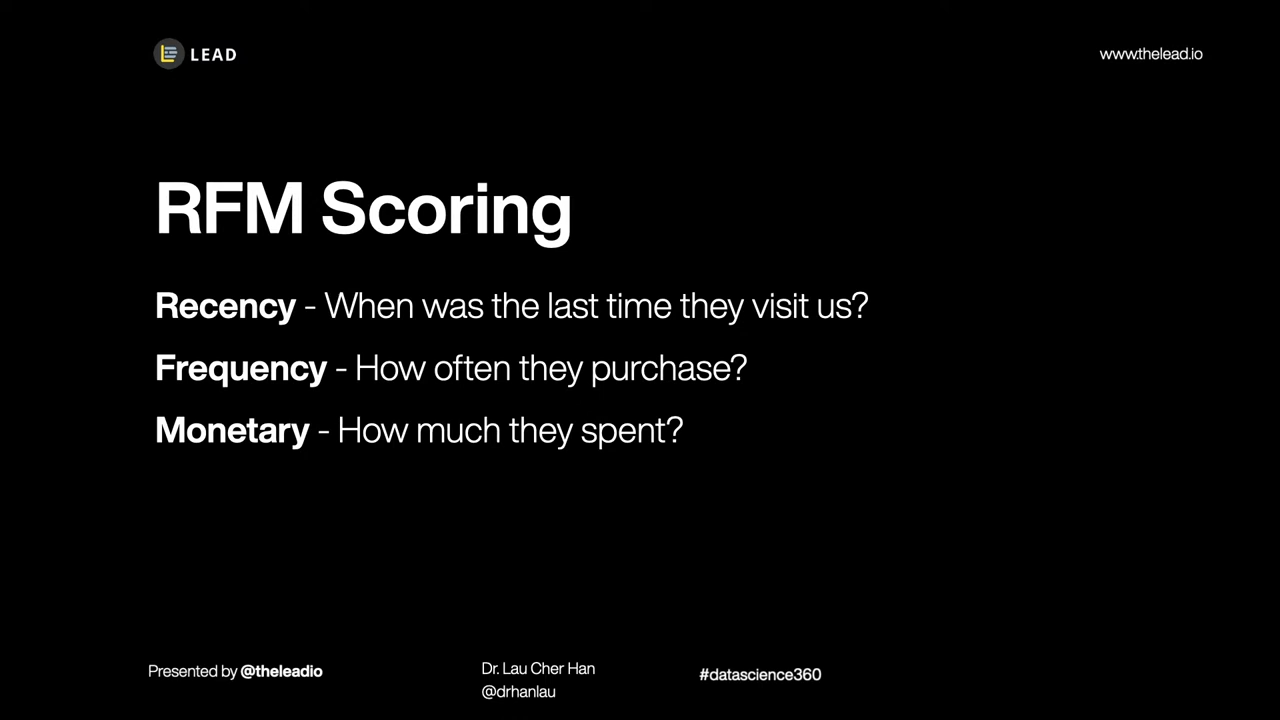 LEAD
www.thelead.io
RFM Scoring
Recency - When was the last time they visit us?
Frequency - How often they purchase?
Monetary - How much they spent?
Presented by @theleadio
Dr. Lau Cher Han
@drhanlau
#datascience360